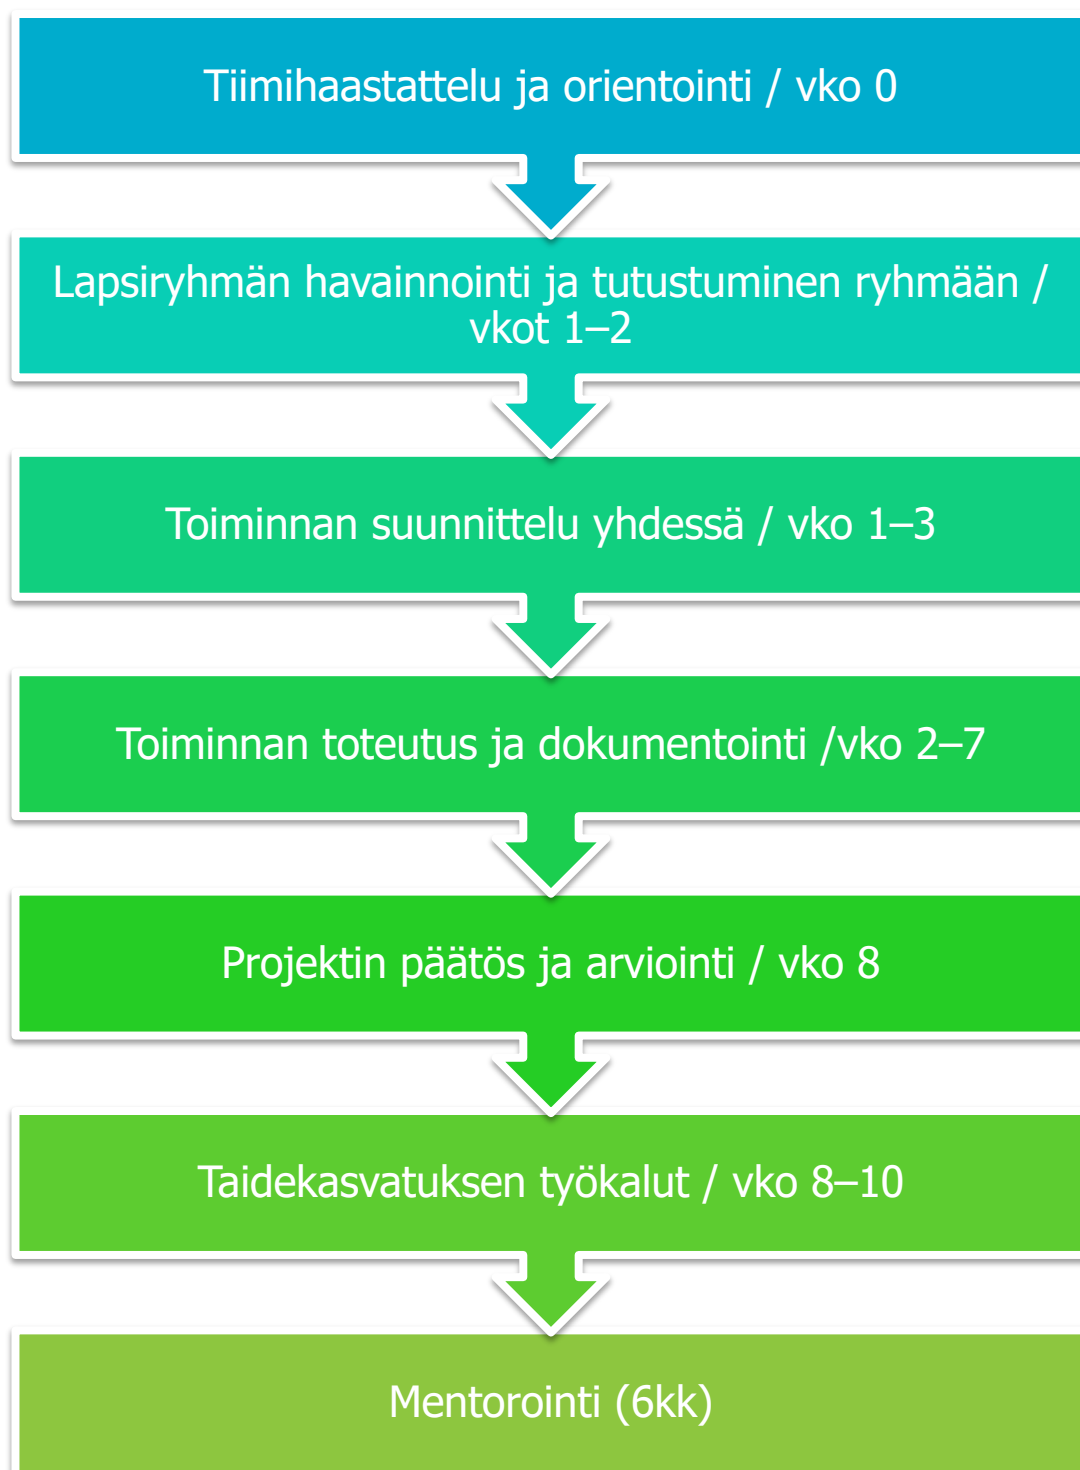 Tiimihaastattelu ja orientointi / vko 0
Lapsiryhmän havainnointi ja tutustuminen ryhmään /
vkot 1–2
Toiminnan suunnittelu yhdessä / vko 1–3
Toiminnan toteutus ja dokumentointi /vko 2–7
Projektin päätös ja arviointi / vko 8
Taidekasvatuksen työkalut / vko 8–10
Mentorointi (6kk)